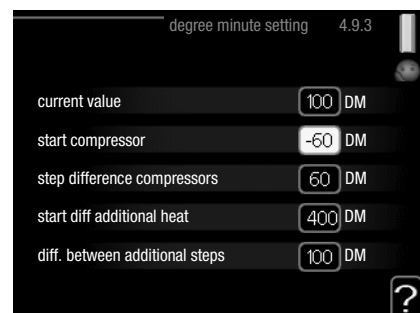 degree minute setting 4.9.3
current value 100 DM
start compressor -60 DM
step difference compressors 60 DM
start diff additional heat 400 DM
diff. between additional steps 100 DM
?